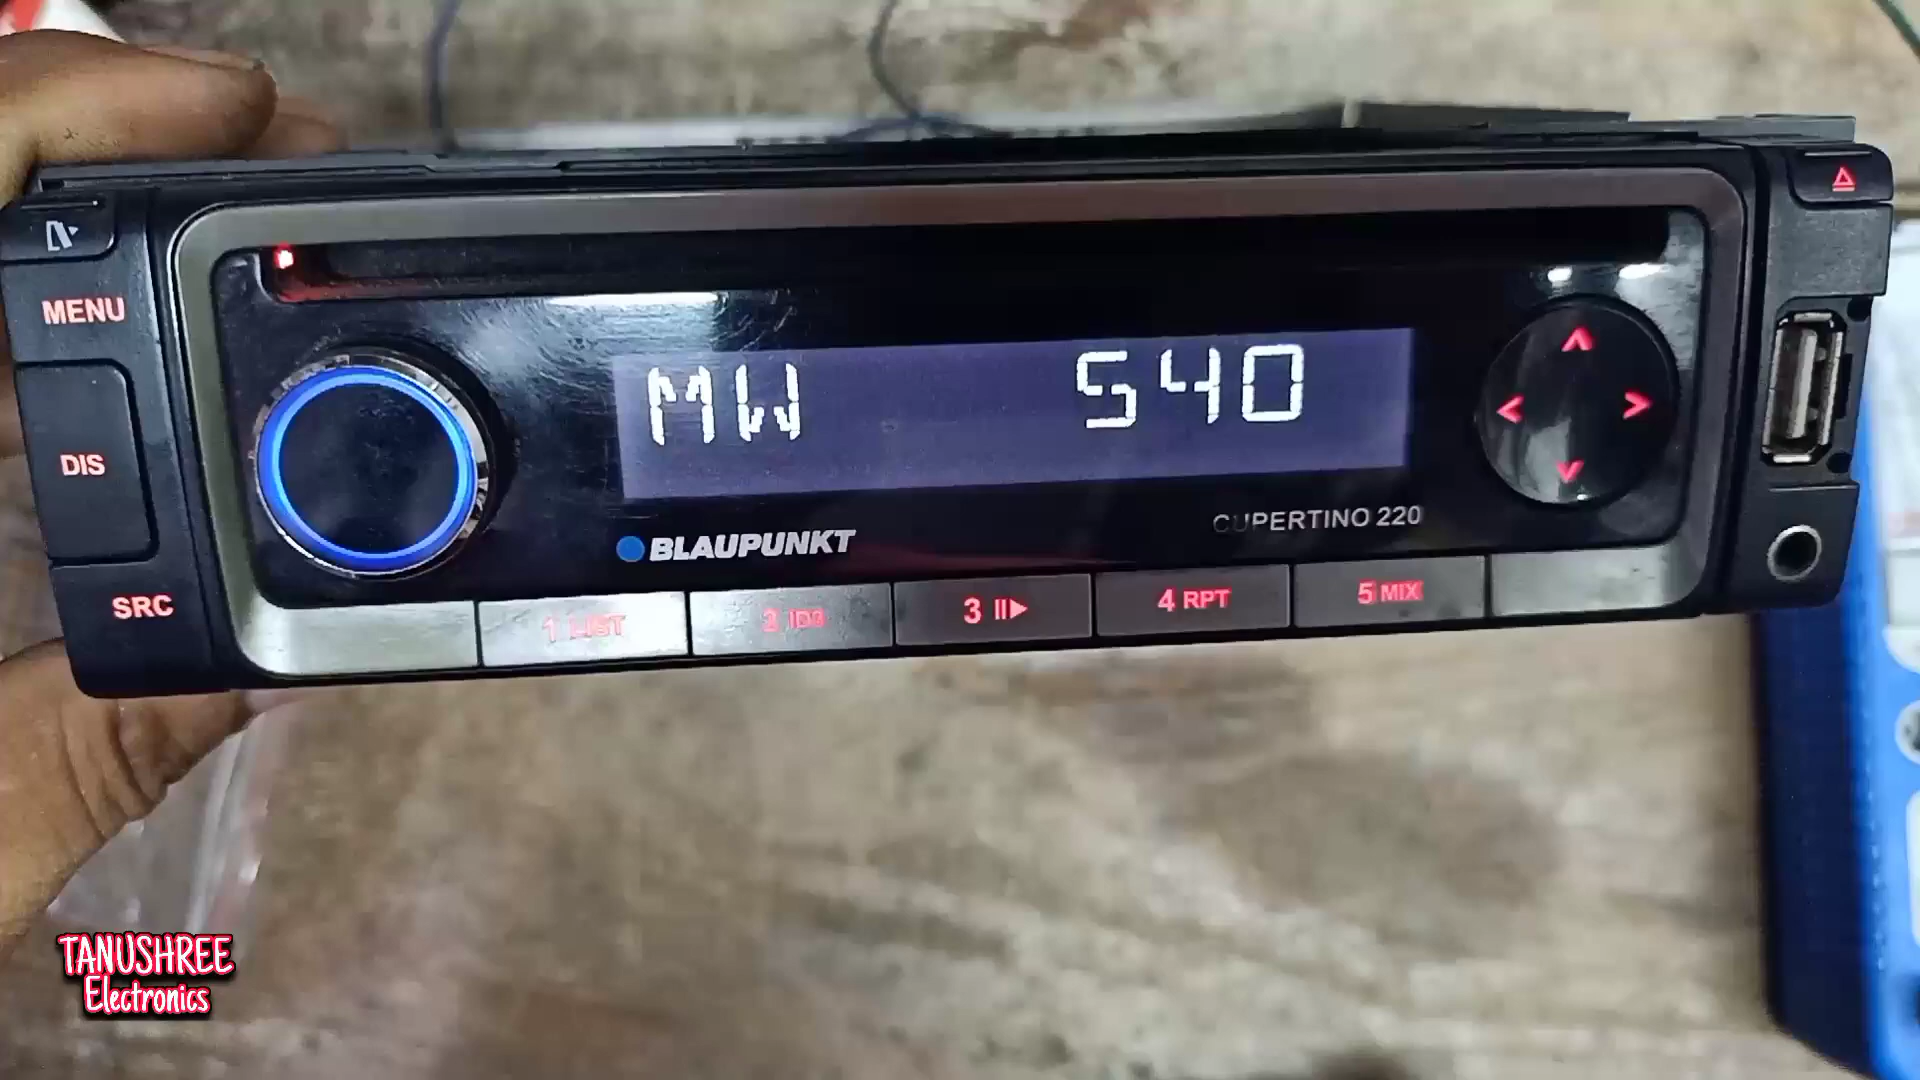 MENU
DIS
SRC
MW 540
BLAUPUNKT
CUPERTINO 220
1 LIST
2 ID3
3
4 RPT
5 MIX
TANUSHREE
Electronics